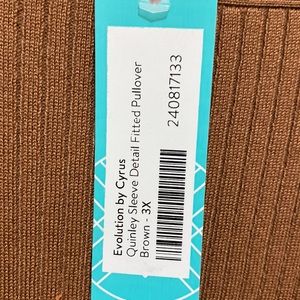 Evolution by Cyrus
Quinley Sleeve Detail Fitted Pullover
Brown - 3X
240817133